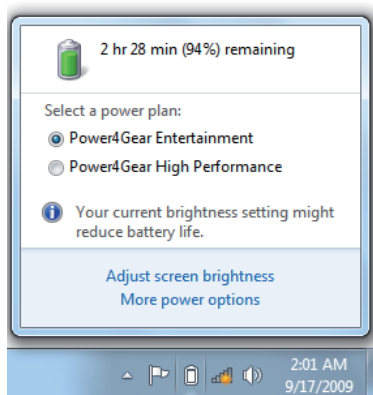 2 hr 28 min (94%) remaining
Select a power plan:
Power4Gear Entertainment
Power4Gear High Performance
Your current brightness setting might
reduce battery life.
Adjust screen brightness
More power options
2:01 AM
9/17/2009